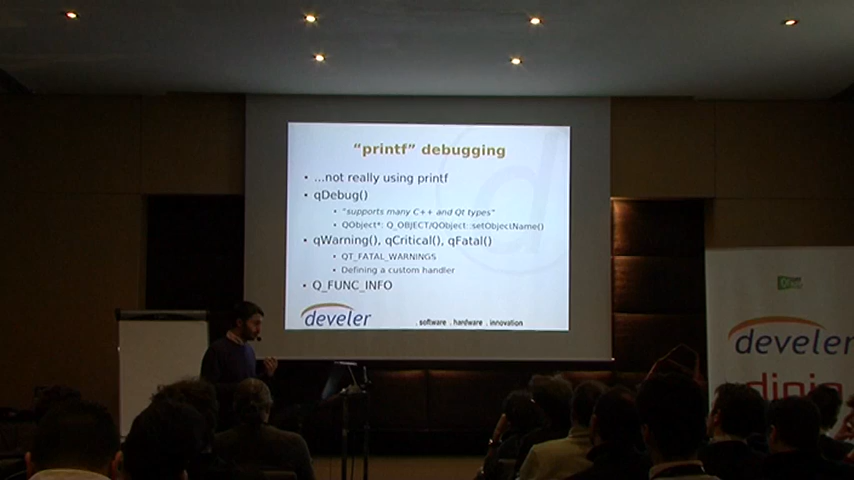 "printf" debugging
• ...not really using printf
• qDebug()
• "supports many C++ and Qt types"
• QObject*: Q_OBJECT/QObject::setObjectName()
• qWarning(), qCritical(), qFatal()
• QT_FATAL_WARNINGS
• Defining a custom handler
• Q_FUNC_INFO
develer
. software . hardware . innovation
develer